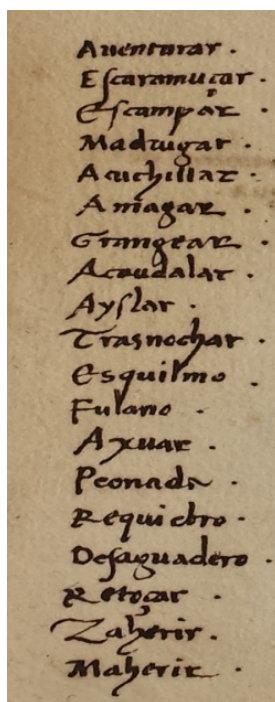 Auenturar .
Escaramuçar .
Escampar .
Madrugar .
Acuchillar .
Amagar .
Grangear .
Acaudalar .
Ayslar .
Trasnochar .
Esquilmo .
Fulano .
Axuar .
Peonada .
Requiebro .
Desaguadero .
Retoçar .
Zaherir .
Maherir .